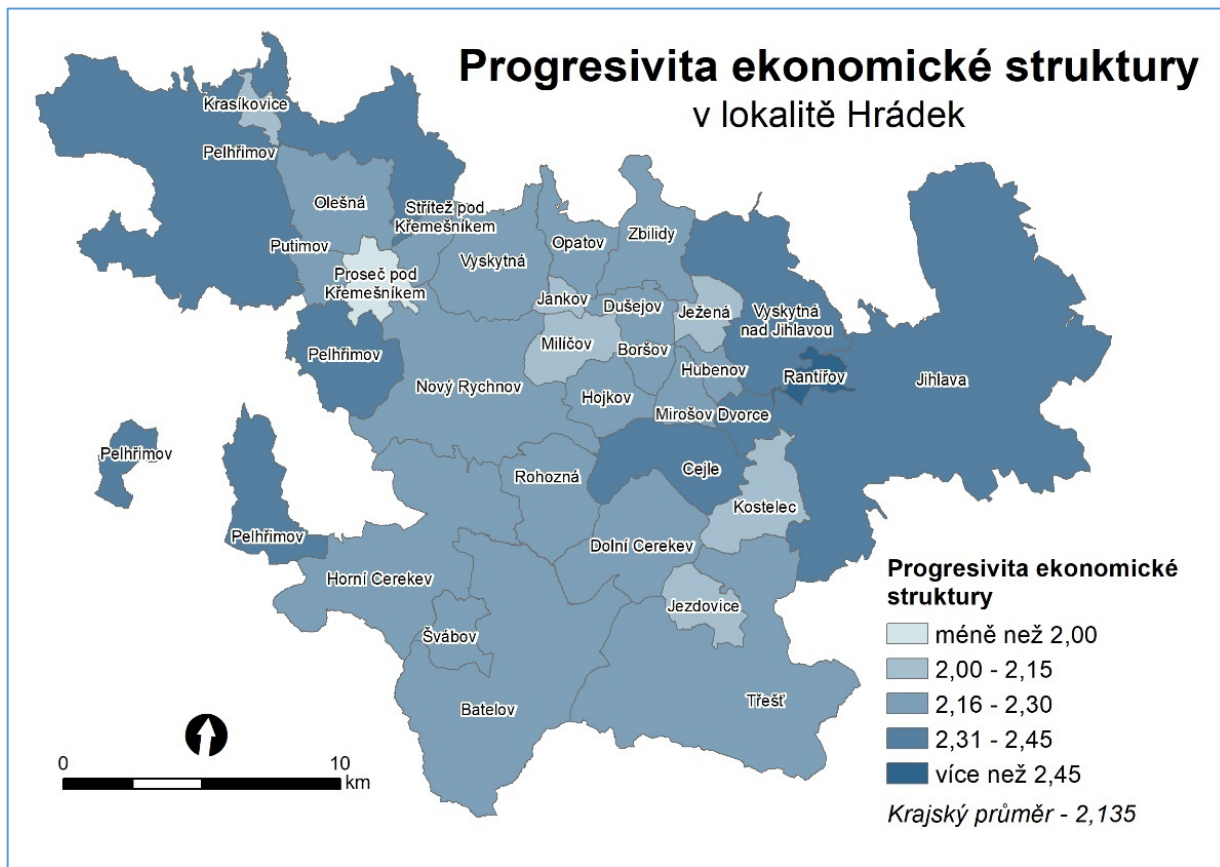 Progresivita ekonomické struktury
v lokalitě Hrádek
Krasíkovice
Pelhřimov
Olešná
Střítež pod
Křemešníkem
Putimov
Proseč pod
Křemešníkem
Vyskytná
Opatov
Zbilidy
Jankov
Dušejov
Ježená
Vyskytná
nad Jihlavou
Pelhřimov
Milíčov
Boršov
Nový Rychnov
Hubenov
Rantířov
Jihlava
Hojkov
Mirošov
Dvorce
Pelhřimov
Rohozná
Cejle
Kostelec
Pelhřimov
Dolní Cerekev
Horní Cerekev
Jezdovice
Švábov
Batelov
Třešť
Progresivita ekonomické
struktury
méně než 2,00
2,00 - 2,15
2,16 - 2,30
2,31 - 2,45
více než 2,45
Krajský průměr - 2,135
0 10
km